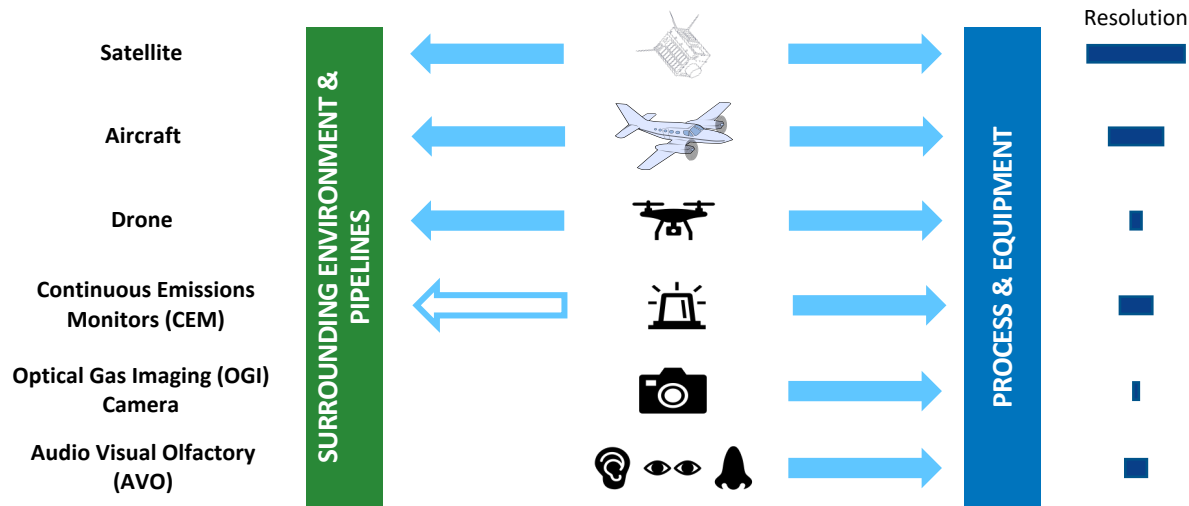 Resolution
Satellite
Aircraft
Drone
Continuous Emissions
Monitors (CEM)
Optical Gas Imaging (OGI)
Camera
Audio Visual Olfactory
(AVO)
SURROUNDING ENVIRONMENT &
PIPELINES
PROCESS & EQUIPMENT